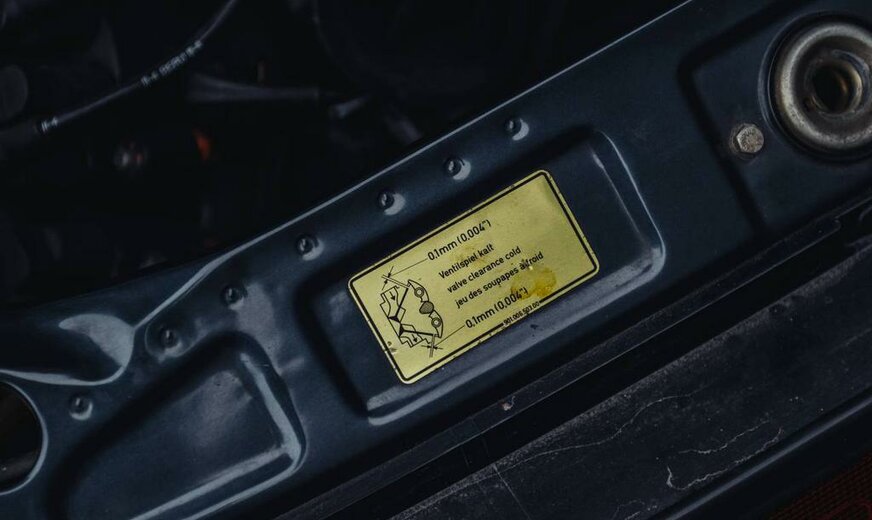 0.1mm (0.004")
Ventilspiel kalt
valve clearance cold
jeu des soupapes à froid
0.1mm (0.004")